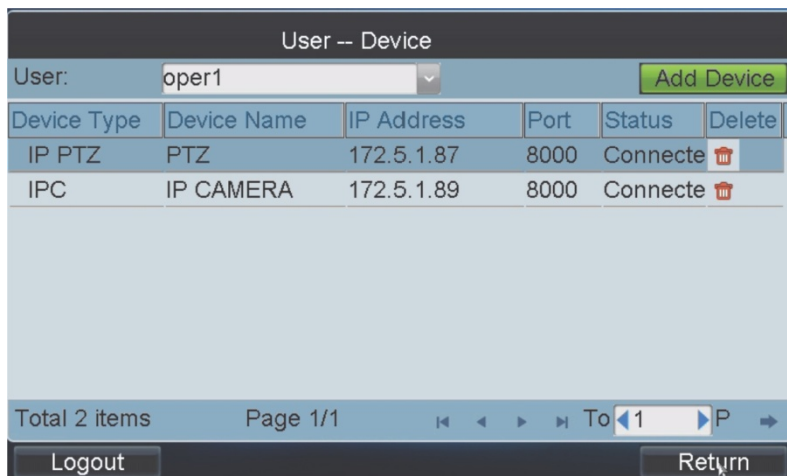 User -- Device
User: oper1 Add Device
Device Type Device Name IP Address Port Status Delete
IP PTZ PTZ 172.5.1.87 8000 Connecte
IPC IP CAMERA 172.5.1.89 8000 Connecte
Total 2 items Page 1/1 To 1 P
Logout Return